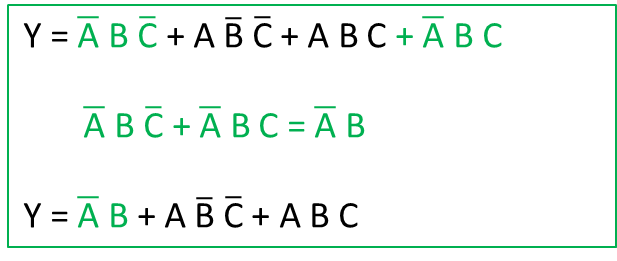 Y = A̅ B C̅ + A B̅ C̅ + A B C + A̅ B C
A̅ B C̅ + A̅ B C = A̅ B
Y = A̅ B + A B̅ C̅ + A B C